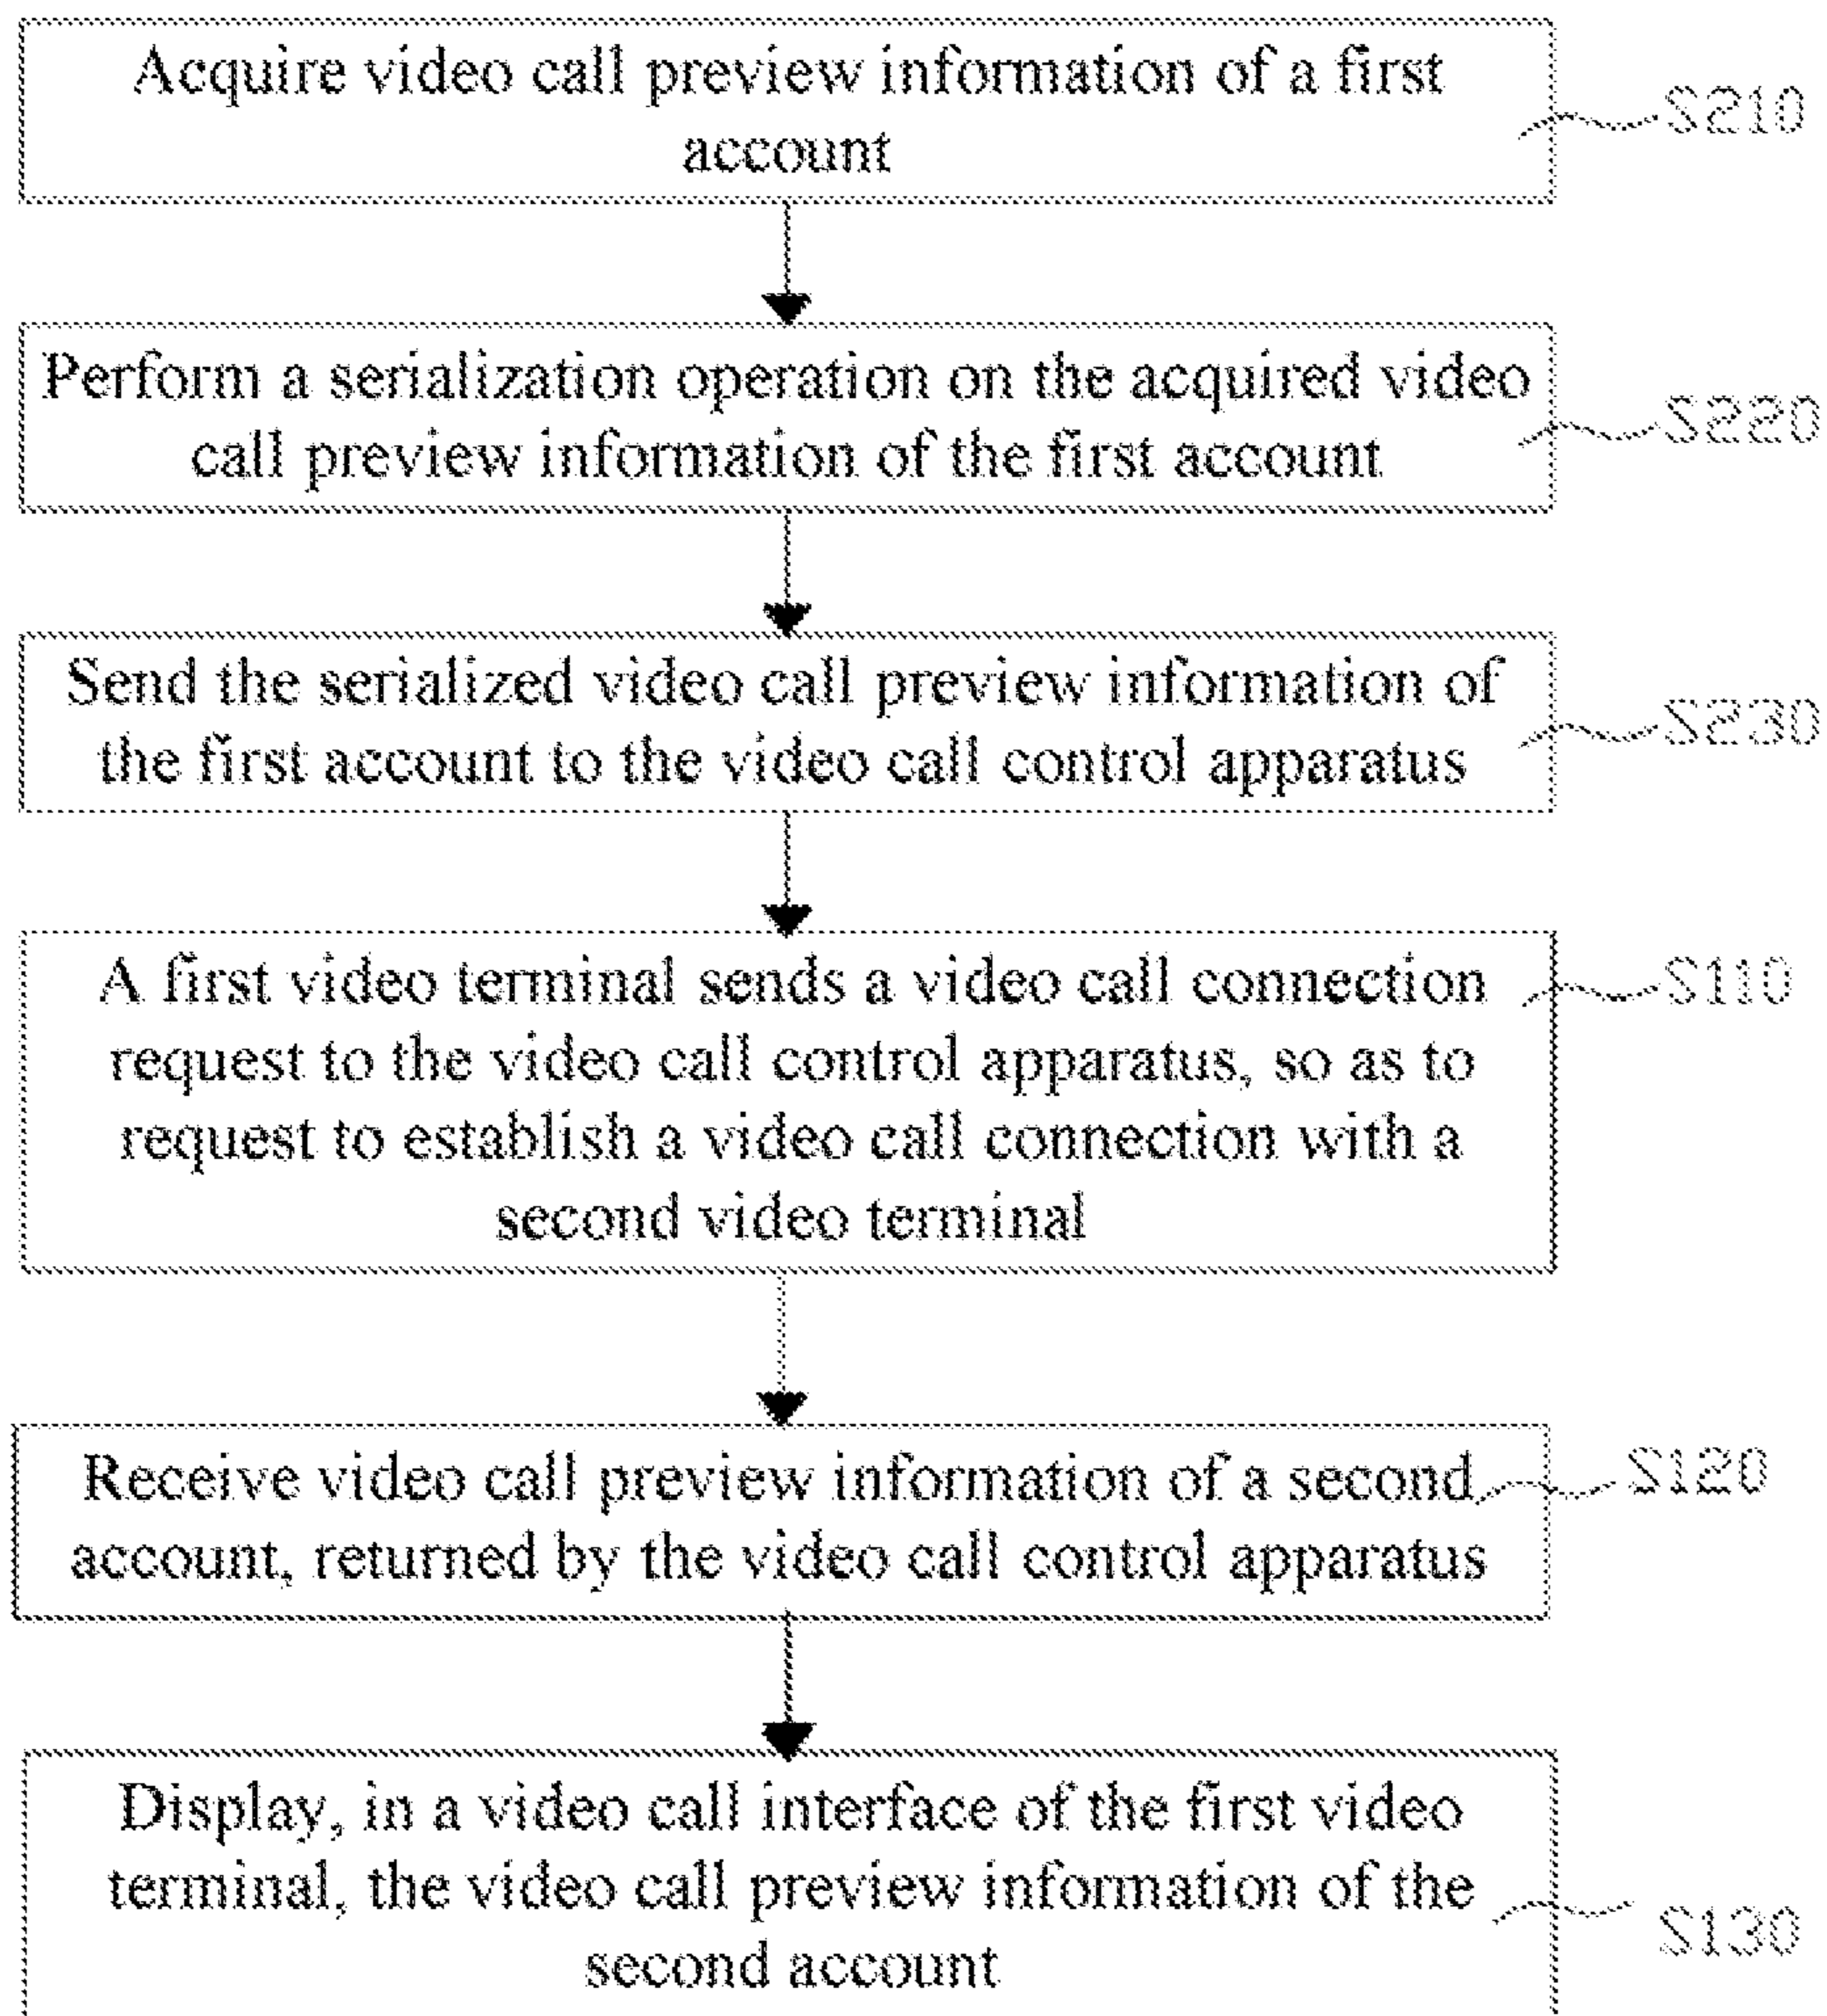 Acquire video call preview information of a first
account
S210
Perform a serialization operation on the acquired video
call preview information of the first account
S220
Send the serialized video call preview information of
the first account to the video call control apparatus
S230
A first video terminal sends a video call connection
request to the video call control apparatus, so as to
request to establish a video call connection with a
second video terminal
S110
Receive video call preview information of a second
account, returned by the video call control apparatus
S120
Display, in a video call interface of the first video
terminal, the video call preview information of the
second account
S130